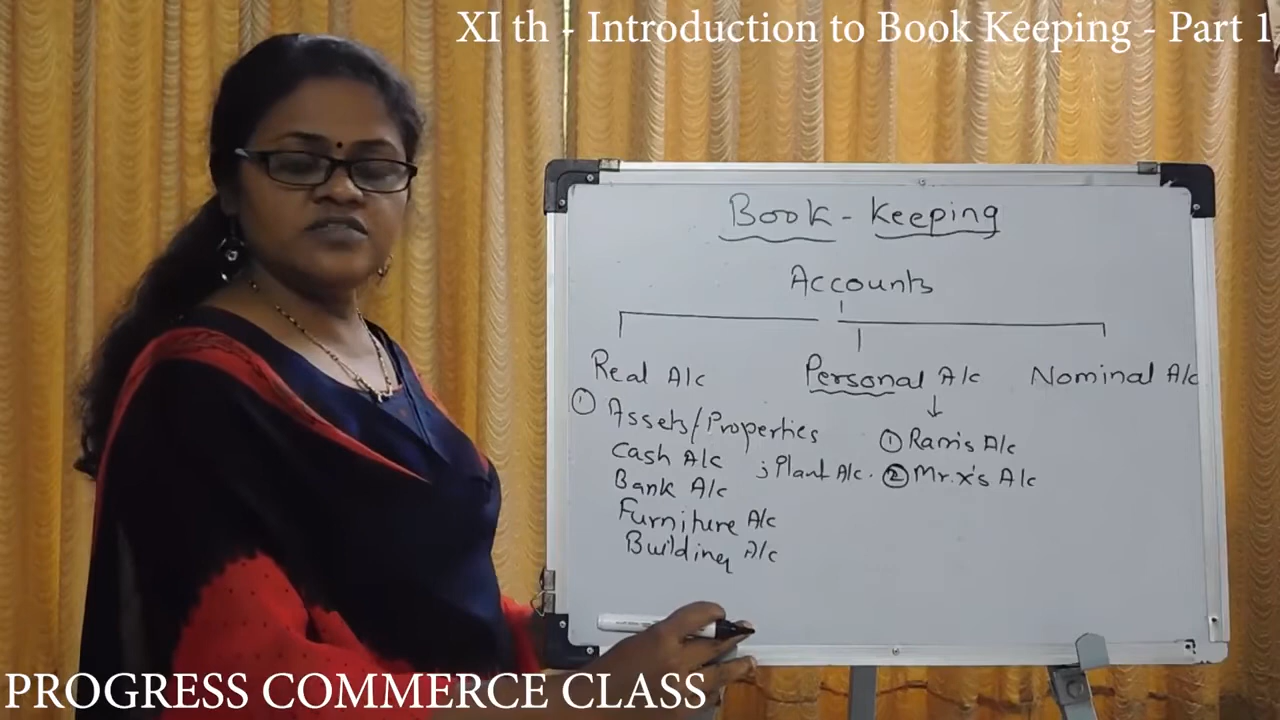 XI th - Introduction to Book Keeping - Part 1
Book - Keeping
Accounts
Real A/c Personal A/c Nominal A/c
① Assets/Properties
Cash A/c ; Plant A/c.
Bank A/c
Furniture A/c
Building A/c
① Ram's A/c
② Mr. X's A/c
PROGRESS COMMERCE CLASS